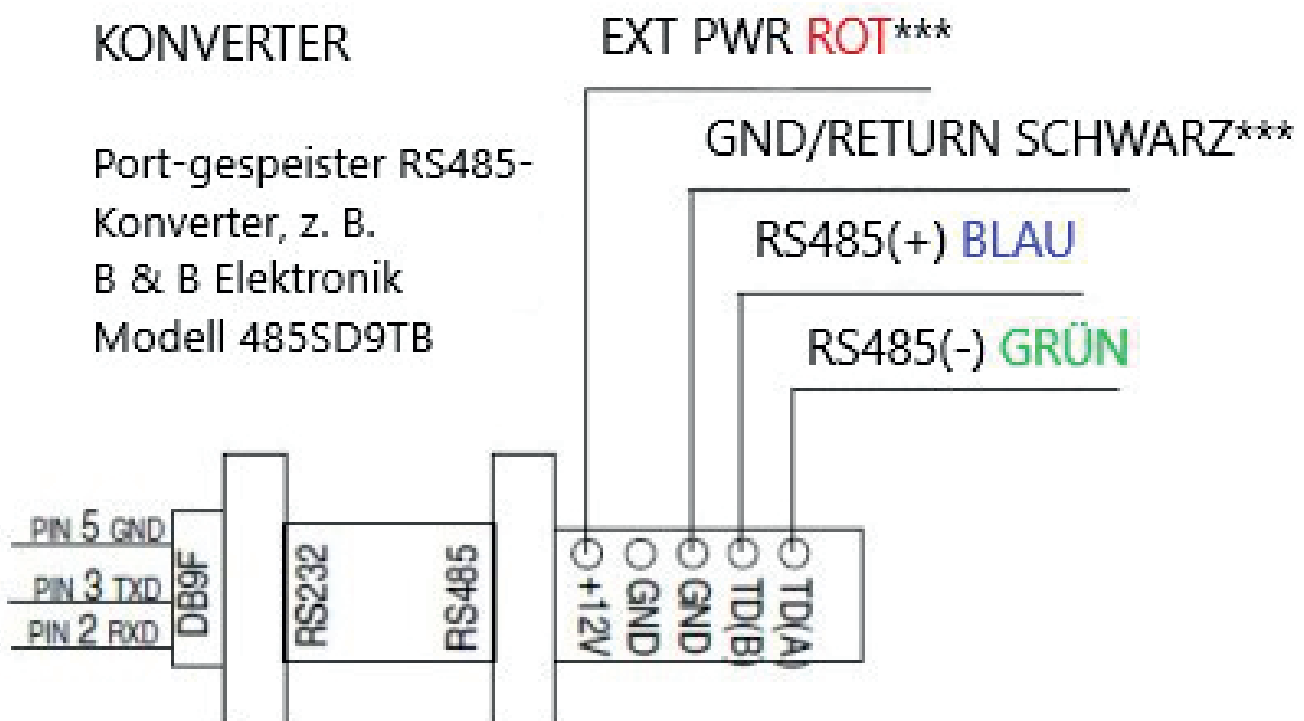 KONVERTER
EXT PWR ROT***
GND/RETURN SCHWARZ***
Port-gespeister RS485-
Konverter, z. B.
B & B Elektronik
Modell 485SD9TB
RS485(+) BLAU
RS485(-) GRÜN
PIN 5 GND
PIN 3 TXD
PIN 2 RXD
DB9F
RS232
RS485
+12V
GND
GND
TD(B)
TD(A)